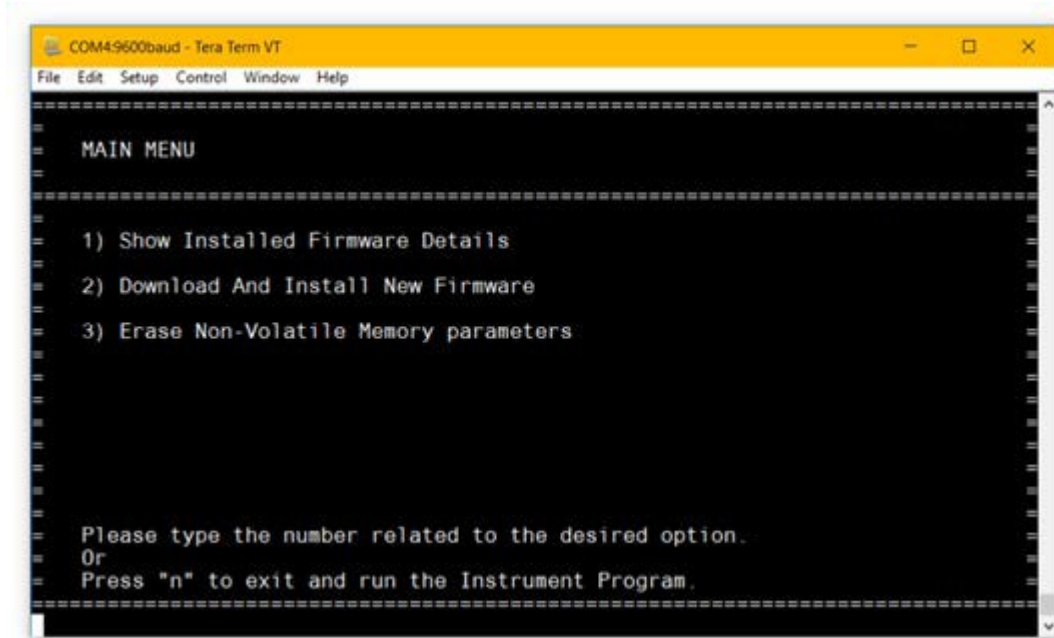 COM4:9600baud - Tera Term VT
File Edit Setup Control Window Help
================================================================================
MAIN MENU
================================================================================
1) Show Installed Firmware Details
2) Download And Install New Firmware
3) Erase Non-Volatile Memory parameters
Please type the number related to the desired option.
Or
Press "n" to exit and run the Instrument Program.
================================================================================